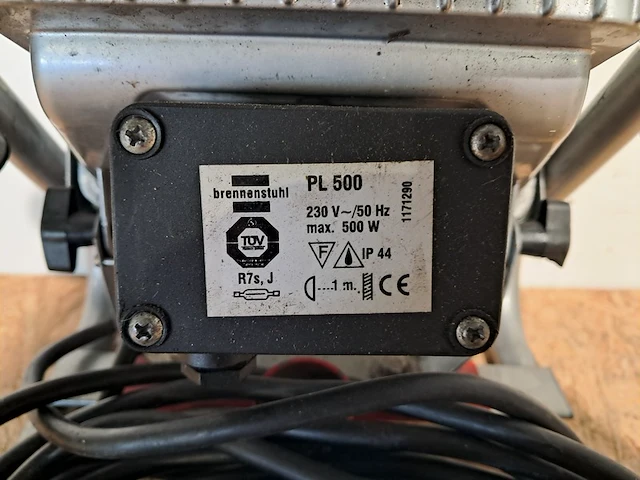 brennenstuhl
PL 500
230 V~/50 Hz
max. 500 W
1171290
TÜV
F
IP 44
R7s, J
....1 m.
CE